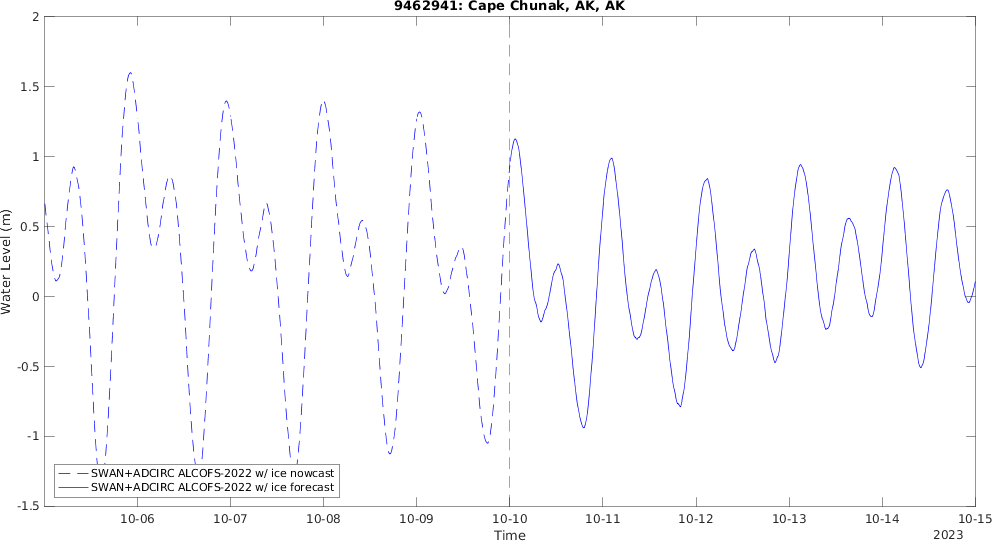 9462941: Cape Chunak, AK, AK
2
1.5
1
0.5
0
-0.5
-1
-1.5
Water Level (m)
SWAN+ADCIRC ALCOFS-2022 w/ ice nowcast
SWAN+ADCIRC ALCOFS-2022 w/ ice forecast
10-06 10-07 10-08 10-09 10-10 10-11 10-12 10-13 10-14 10-15
Time
2023